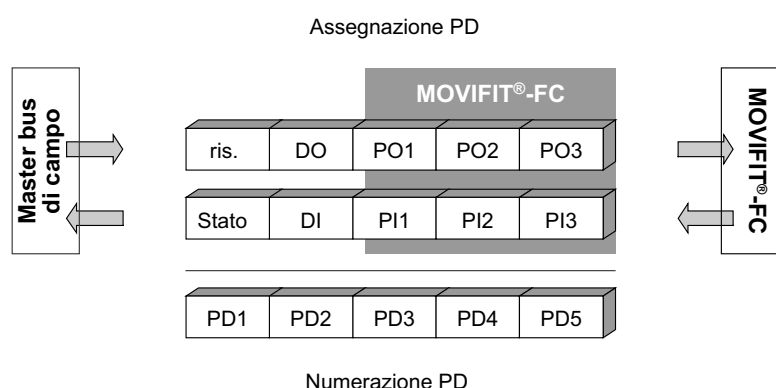 Assegnazione PD
Master bus
di campo
MOVIFIT®-FC
MOVIFIT®-FC
ris. DO PO1 PO2 PO3
Stato DI PI1 PI2 PI3
PD1 PD2 PD3 PD4 PD5
Numerazione PD